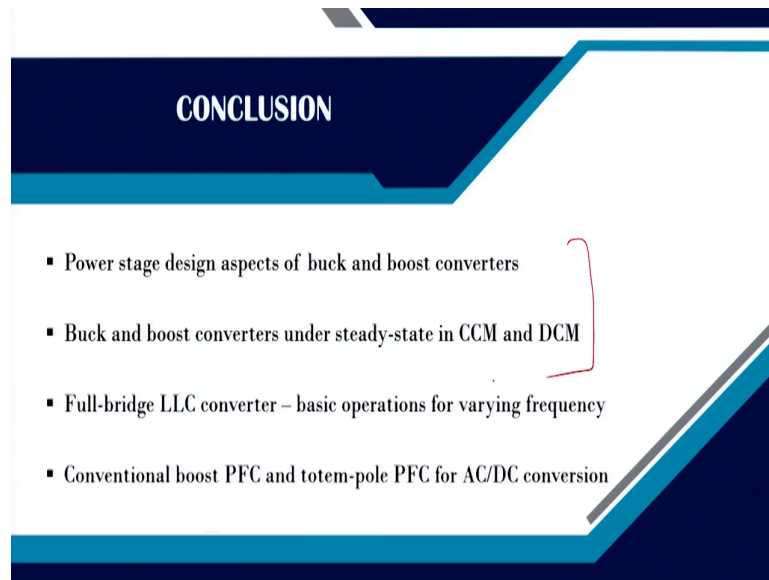 CONCLUSION
▪ Power stage design aspects of buck and boost converters
▪ Buck and boost converters under steady-state in CCM and DCM
▪ Full-bridge LLC converter – basic operations for varying frequency
▪ Conventional boost PFC and totem-pole PFC for AC/DC conversion